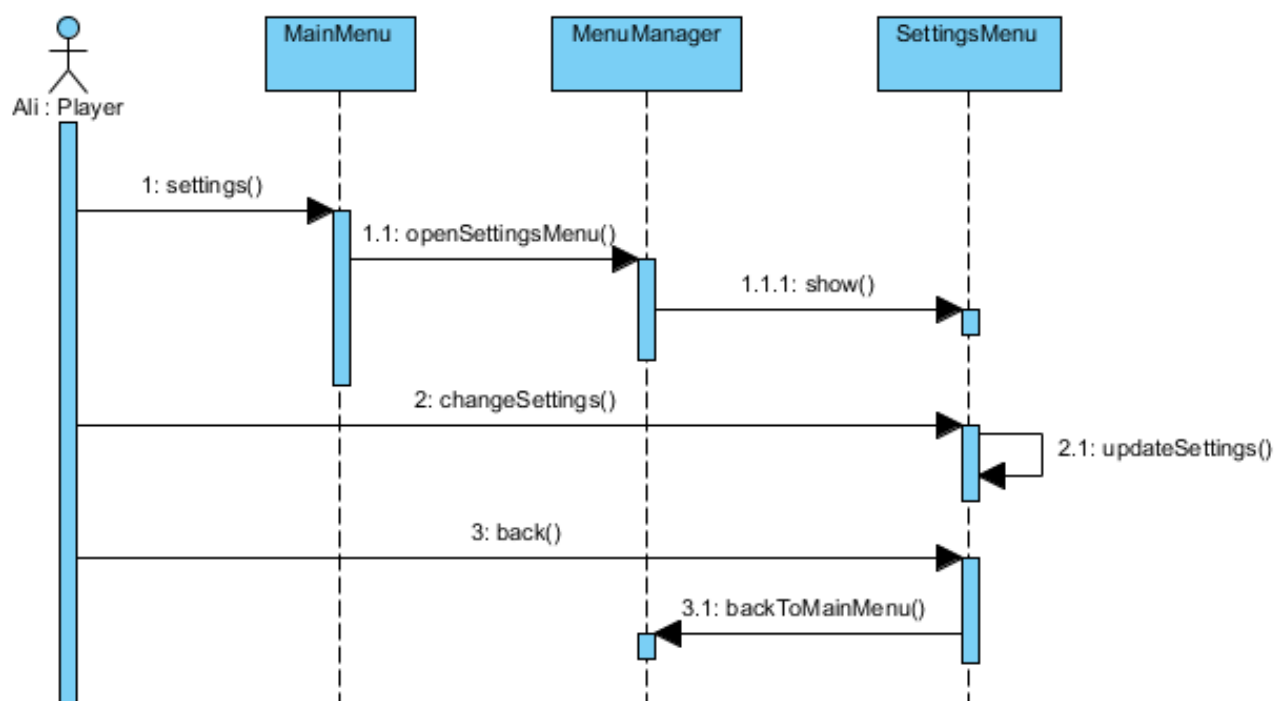 MainMenu
MenuManager
SettingsMenu
Ali : Player
1: settings()
1.1: openSettingsMenu()
1.1.1: show()
2: changeSettings()
2.1: updateSettings()
3: back()
3.1: backToMainMenu()